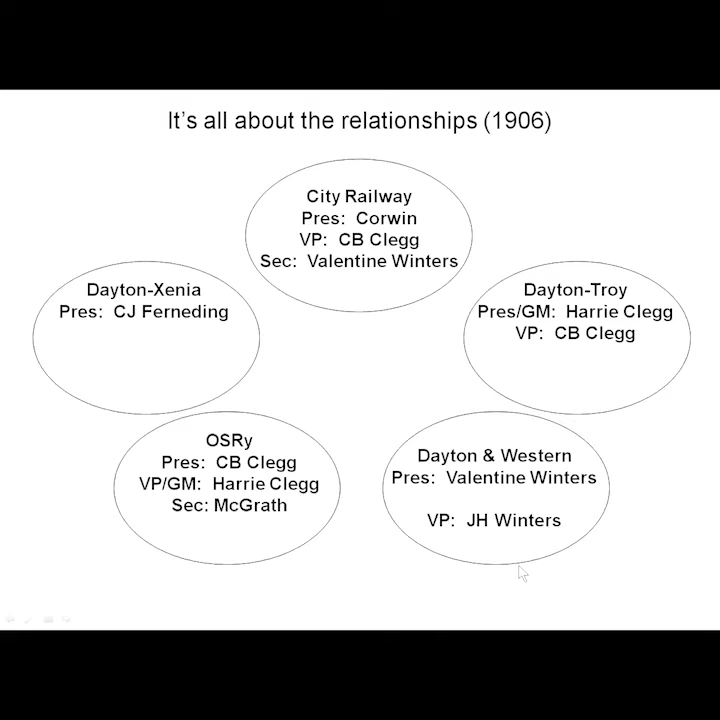 It's all about the relationships (1906)
City Railway
Pres: Corwin
VP: CB Clegg
Sec: Valentine Winters
Dayton-Xenia
Pres: CJ Ferneding
Dayton-Troy
Pres/GM: Harrie Clegg
VP: CB Clegg
OSRy
Pres: CB Clegg
VP/GM: Harrie Clegg
Sec: McGrath
Dayton & Western
Pres: Valentine Winters
VP: JH Winters